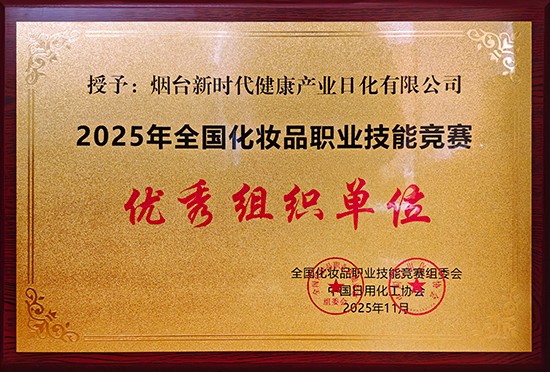 授予：烟台新时代健康产业日化有限公司
2025年全国化妆品职业技能竞赛
优秀组织单位
全国化妆品职业技能竞赛组委会
中国日用化工协会
2025年11月
组委会